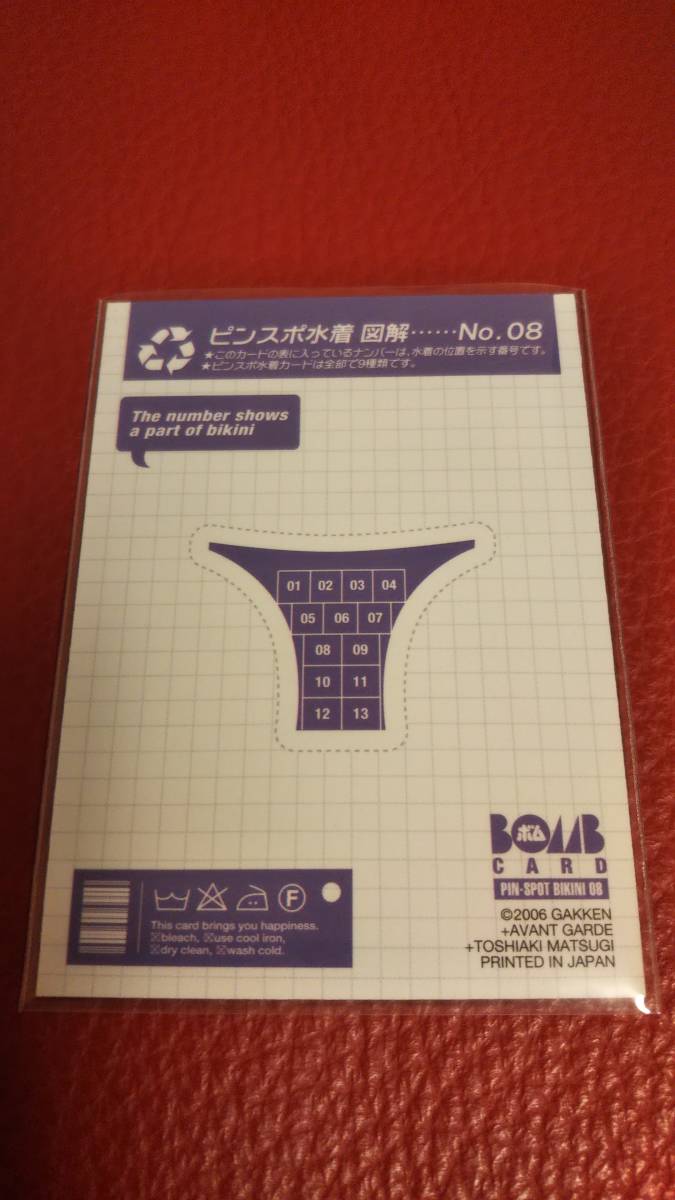 ピンスポ水着 図解……No.08
★このカードの表に入っているナンバーは、水着の位置を示す番号です。
★ピンスポ水着カードは全部で9種類です。
The number shows
a part of bikini
01 02 03 04
05 06 07
08 09
10 11
12 13
BOMB
ボム
CARD
PIN-SPOT BIKINI 08
©2006 GAKKEN
+AVANT GARDE
+TOSHIAKI MATSUGI
PRINTED IN JAPAN
F
This card brings you happiness.
☒bleach, ☒use cool iron,
☒dry clean, ☒wash cold.